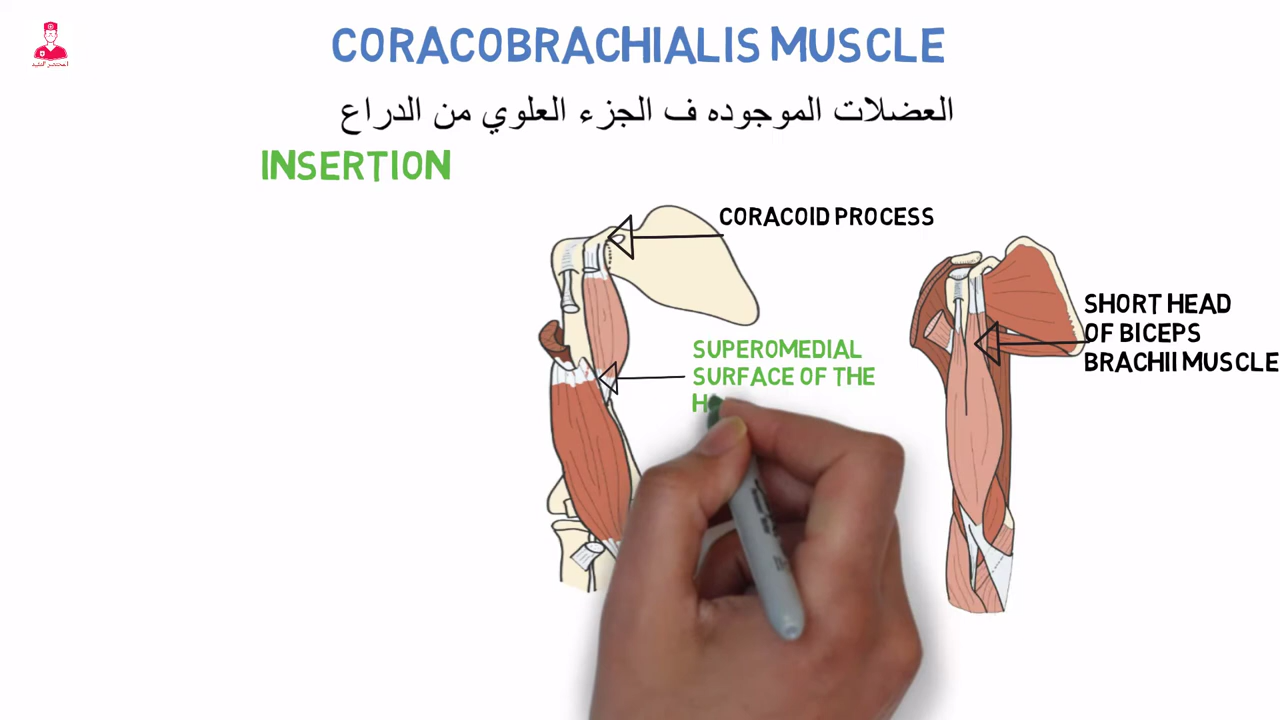 CORACOBRACHIALIS MUSCLE
العضلات الموجوده ف الجزء العلوي من الدراع
INSERTION
CORACOID PROCESS
SHORT HEAD
OF BICEPS
BRACHII MUSCLE
SUPEROMEDIAL
SURFACE OF THE
H